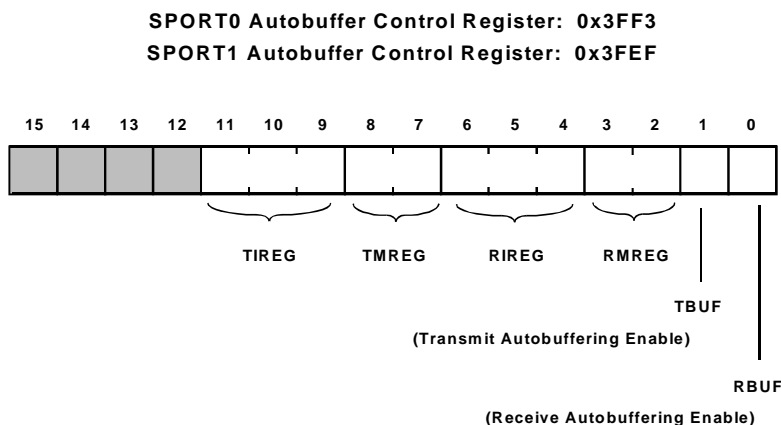 SPORT0 Autobuffer Control Register: 0x3FF3
SPORT1 Autobuffer Control Register: 0x3FEF
15 14 13 12 11 10 9 8 7 6 5 4 3 2 1 0
TIREG TMREG RIREG RMREG
TBUF
(Transmit Autobuffering Enable)
RBUF
(Receive Autobuffering Enable)